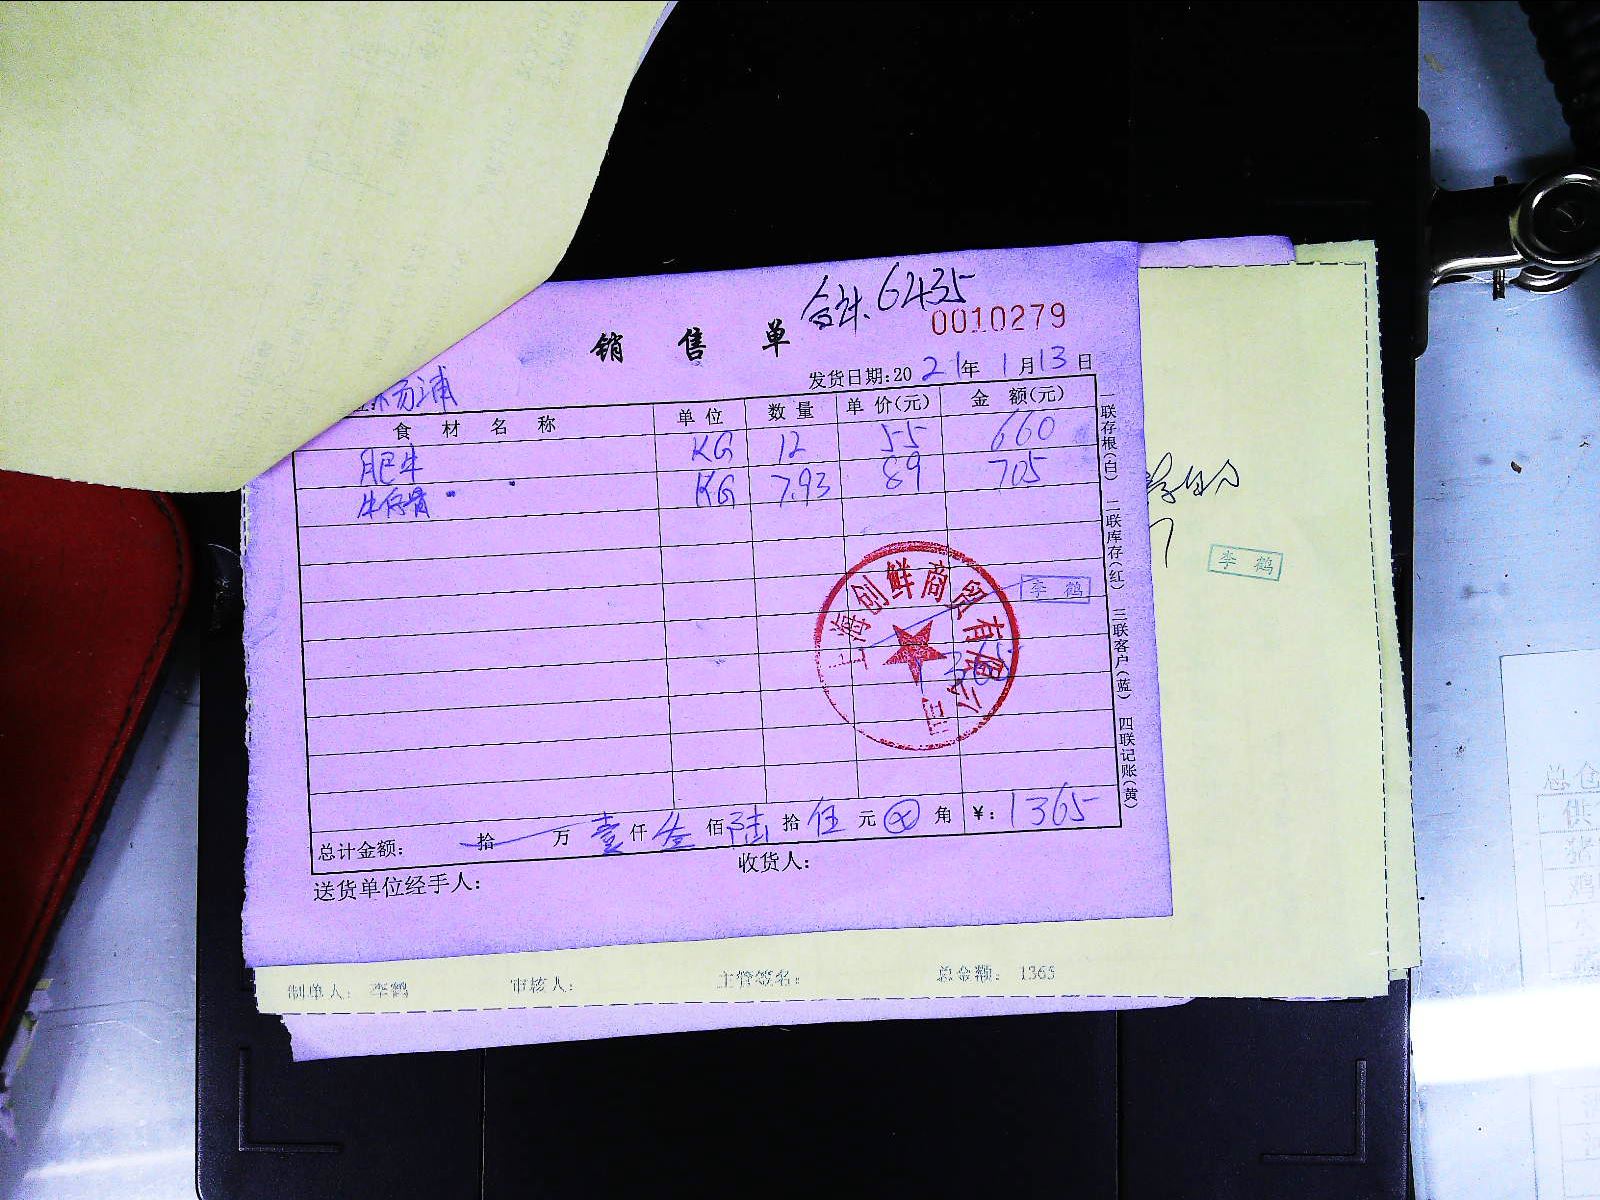 合计.6435
销售单 0010279
发货日期:2021年1月13日
杨浦
食材名称 单位 数量 单价(元) 金额(元)
肥牛 KG 12 55 660
牛仔骨 KG 7.93 89 705
上海创鲜商贸有限公司
李鹤
1365
总计金额: 拾 万 壹仟叁佰陆拾伍元 角 ¥:1365
送货单位经手人: 收货人:
一联存根(白) 二联库存(红) 三联客户(蓝) 四联记账(黄)
李鹤
制单人: 李鹤 审核人: 主管签名: 总金额: 1365
总仓
供
猪
鸡